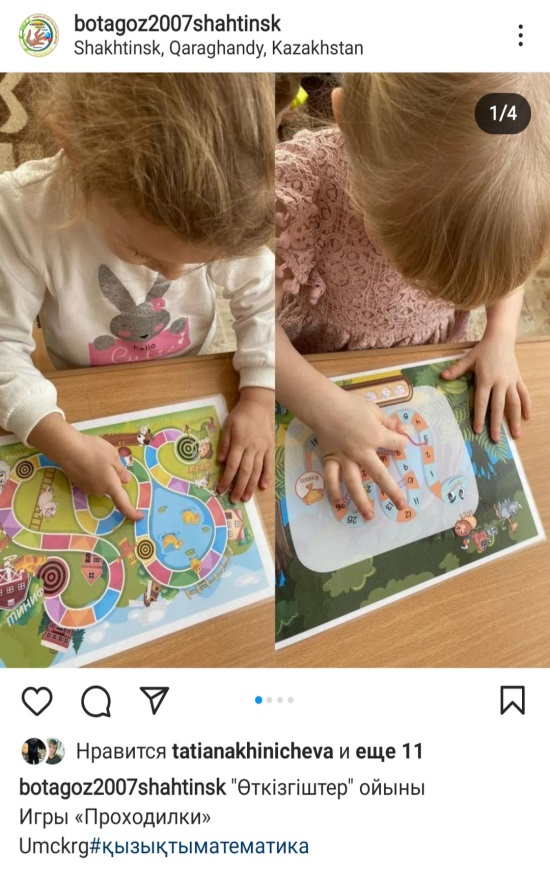 botagoz2007shahtinsk
Shakhtinsk, Qaraghandy, Kazakhstan
1/4
Нравится tatianakhinicheva и еще 11
botagoz2007shahtinsk "Өткізгіштер" ойыны
Игры «Проходилки»
Umckrg#қызықтыматематика